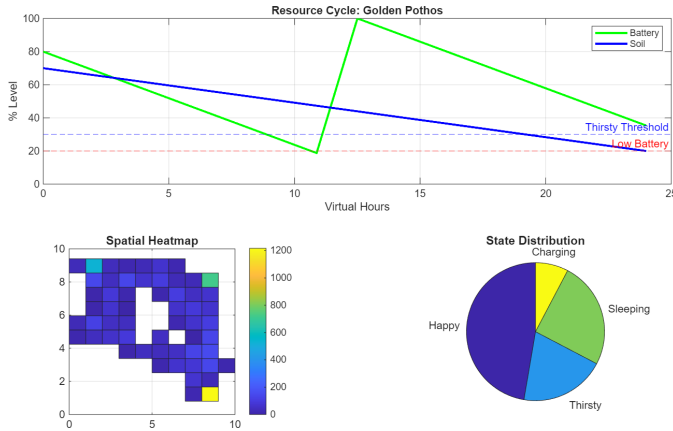 Resource Cycle: Golden Pothos
100
80
60
40
20
0
% Level
Battery
Soil
Thirsty Threshold
Low Battery
0 5 10 15 20 25
Virtual Hours
Spatial Heatmap
10
8
6
4
2
0
0 5 10
1200
1000
800
600
400
200
0
State Distribution
Charging
Sleeping
Happy
Thirsty